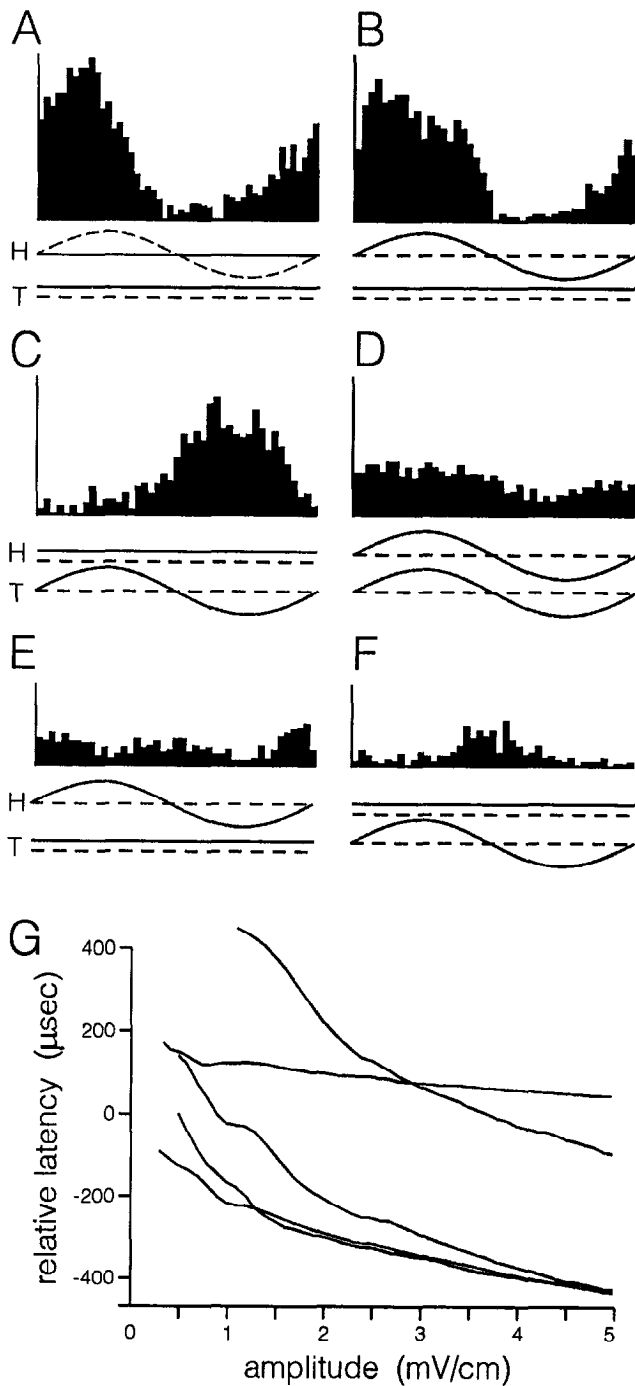 A B
H
T
C D
H
T
E F
H
T
G
400
200
0
-200
-400
relative latency (μsec)
0 1 2 3 4 5
amplitude (mV/cm)